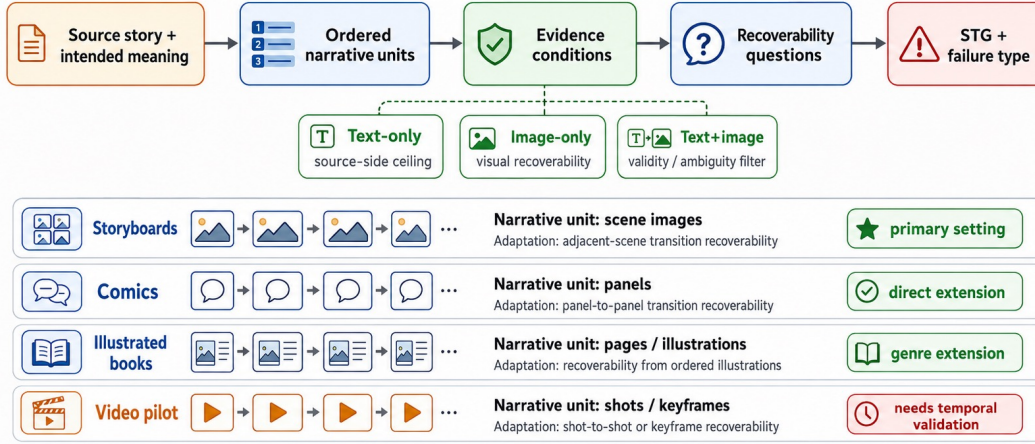 Source story +
intended meaning
1
2
3
Ordered
narrative units
Evidence
conditions
?
Recoverability
questions
!
STG +
failure type
T Text-only
source-side ceiling
Image-only
visual recoverability
T Text+image
validity / ambiguity filter
Storyboards
...
Narrative unit: scene images
Adaptation: adjacent-scene transition recoverability
primary setting
Comics
...
Narrative unit: panels
Adaptation: panel-to-panel transition recoverability
direct extension
Illustrated
books
...
Narrative unit: pages / illustrations
Adaptation: recoverability from ordered illustrations
genre extension
Video pilot
...
Narrative unit: shots / keyframes
Adaptation: shot-to-shot or keyframe recoverability
needs temporal
validation